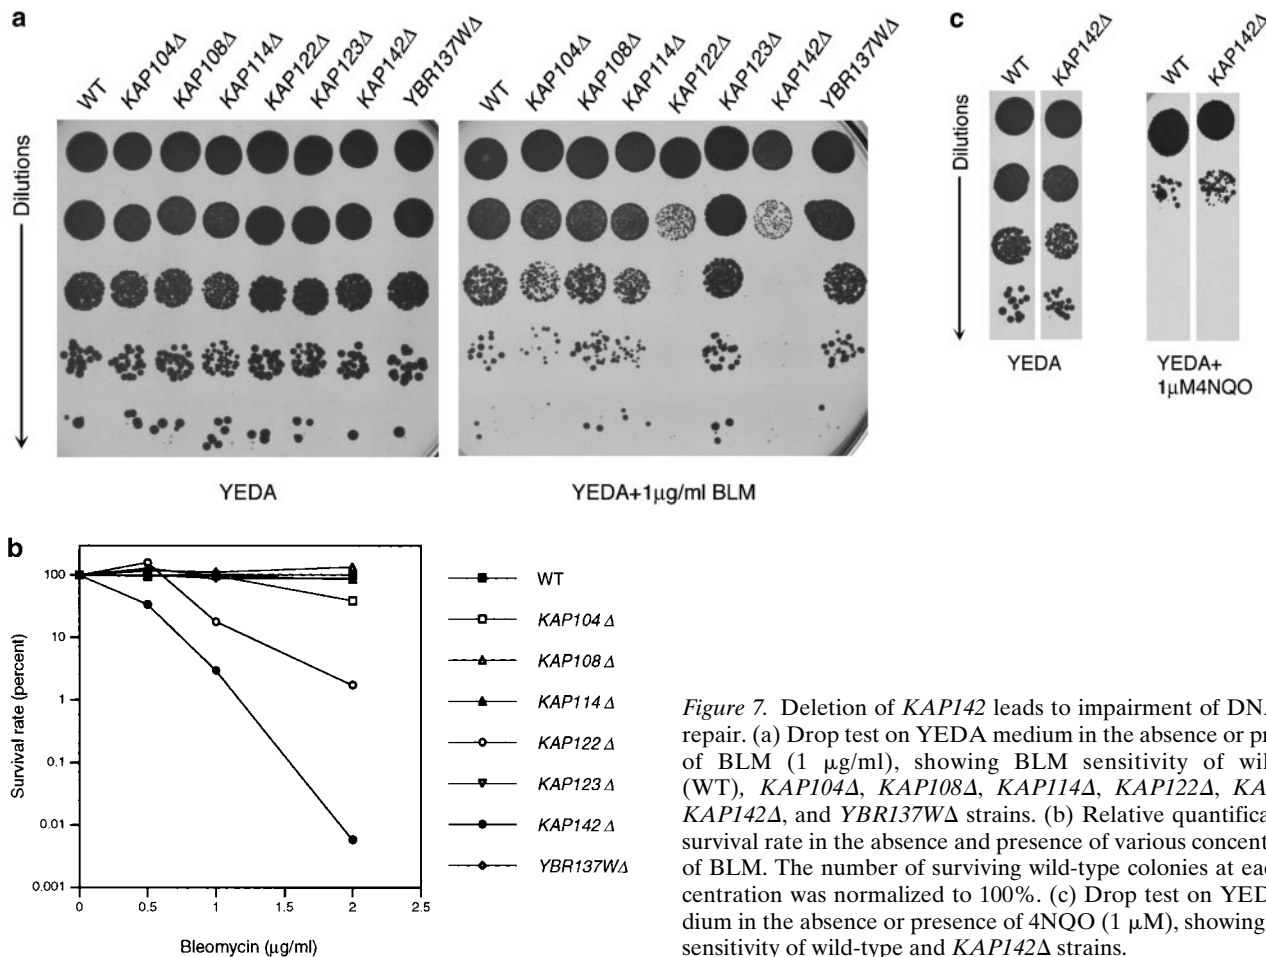 a
WT KAP104Δ KAP108Δ KAP114Δ KAP122Δ KAP123Δ KAP142Δ YBR137WΔ
WT KAP104Δ KAP108Δ KAP114Δ KAP122Δ KAP123Δ KAP142Δ YBR137WΔ
Dilutions
YEDA
YEDA+1μg/ml BLM
c
WT KAP142Δ
WT KAP142Δ
Dilutions
YEDA
YEDA+
1μM4NQO
b
Survival rate (percent)
100
10
1
0.1
0.01
0.001
0 0.5 1 1.5 2 2.5
Bleomycin (μg/ml)
WT
KAP104Δ
KAP108Δ
KAP114Δ
KAP122Δ
KAP123Δ
KAP142Δ
YBR137WΔ
Figure 7. Deletion of KAP142 leads to impairment of DNA
repair. (a) Drop test on YEDA medium in the absence or pr
of BLM (1 μg/ml), showing BLM sensitivity of wil
(WT), KAP104Δ, KAP108Δ, KAP114Δ, KAP122Δ, KA
KAP142Δ, and YBR137WΔ strains. (b) Relative quantifica
survival rate in the absence and presence of various concent
of BLM. The number of surviving wild-type colonies at eac
centration was normalized to 100%. (c) Drop test on YED
dium in the absence or presence of 4NQO (1 μM), showing
sensitivity of wild-type and KAP142Δ strains.